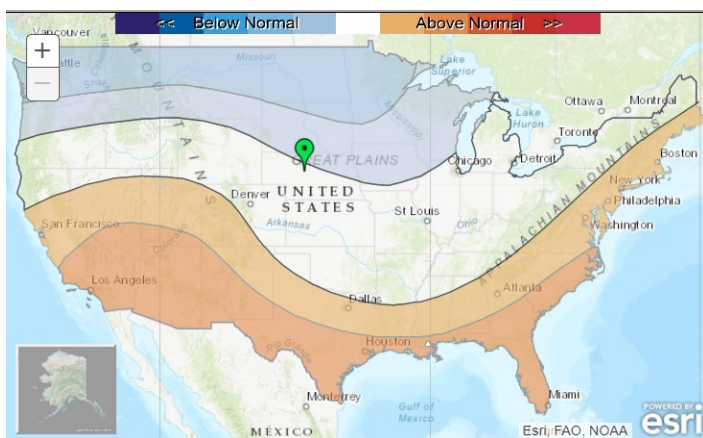 << Below Normal
Above Normal >>
Vancouver
+
−
Missouri
Lake
Superior
MOUNTAINS
Ottawa
Montreal
Lake
Huron
Toronto
Mississippi
GREAT PLAINS
Chicago
Detroit
Boston
New York
Philadelphia
Washington
APPALACHIAN MOUNTAINS
Denver
UNITED
STATES
St Louis
Ohio
Arkansas
San Francisco
Colorado
Los Angeles
Dallas
Atlanta
Houston
Rio Grande
Monterrey
Gulf of
Mexico
Miami
MÉXICO
POWERED BY
esri
Esri, FAO, NOAA